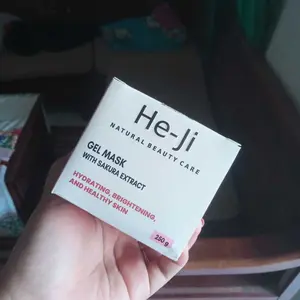 He-Ji
NATURAL BEAUTY CARE
GEL MASK
WITH SAKURA EXTRACT
HYDRATING, BRIGHTENING,
AND HEALTHY SKIN.
250 g